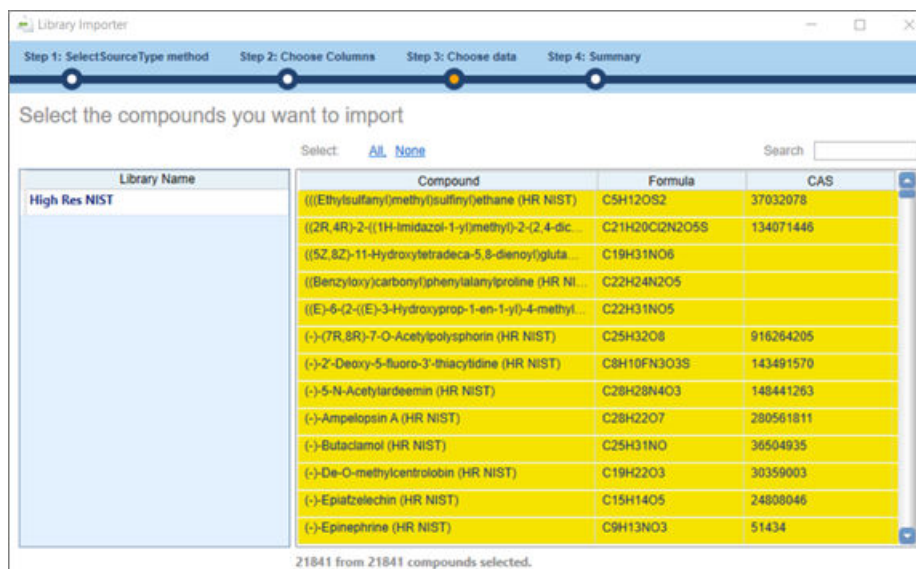 Library Importer
Step 1: SelectSourceType method Step 2: Choose Columns Step 3: Choose data Step 4: Summary
Select the compounds you want to import
Select: All, None Search
Library Name Compound Formula CAS
High Res NIST (((Ethylsulfanyl)methyl)sulfinyl)ethane (HR NIST) C5H12OS2 37032078
((2R,4R)-2-((1H-Imidazol-1-yl)methyl)-2-(2,4-dic... C21H20Cl2N2O5S 134071446
((5Z,8Z)-11-Hydroxytetradeca-5,8-dienoyl)gluta... C19H31NO6
((Benzyloxy)carbonyl)phenylalanylproline (HR NI... C22H24N2O5
((E)-6-(2-((E)-3-Hydroxyprop-1-en-1-yl)-4-methyl... C22H31NO5
(-)-(7R,8R)-7-O-Acetylpolysphorin (HR NIST) C25H32O8 916264205
(-)-2'-Deoxy-5-fluoro-3'-thiacytidine (HR NIST) C8H10FN3O3S 143491570
(-)-5-N-Acetylardeemin (HR NIST) C28H28N4O3 148441263
(-)-Ampelopsin A (HR NIST) C28H22O7 280561811
(-)-Butaclamol (HR NIST) C25H31NO 36504935
(-)-De-O-methylcentrolobin (HR NIST) C19H22O3 30359003
(-)-Epiafzelechin (HR NIST) C15H14O5 24808046
(-)-Epinephrine (HR NIST) C9H13NO3 51434
21841 from 21841 compounds selected.